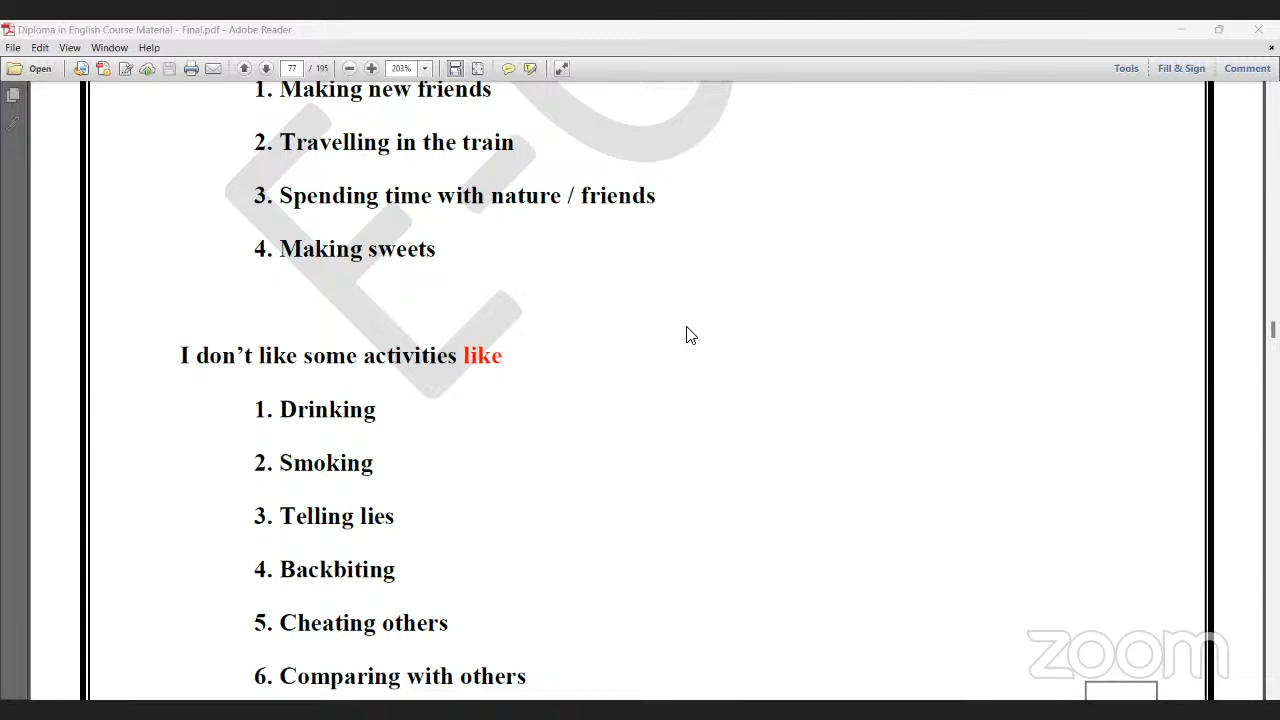 Diploma in English Course Material - Final.pdf - Adobe Reader
File Edit View Window Help
Open 77 / 195 203% Tools Fill & Sign Comment
1. Making new friends
2. Travelling in the train
3. Spending time with nature / friends
4. Making sweets
I don’t like some activities like
1. Drinking
2. Smoking
3. Telling lies
4. Backbiting
5. Cheating others
6. Comparing with others
zoom